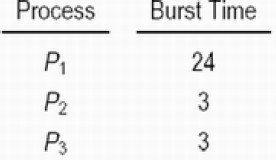 Process Burst Time
P₁ 24
P₂ 3
P₃ 3